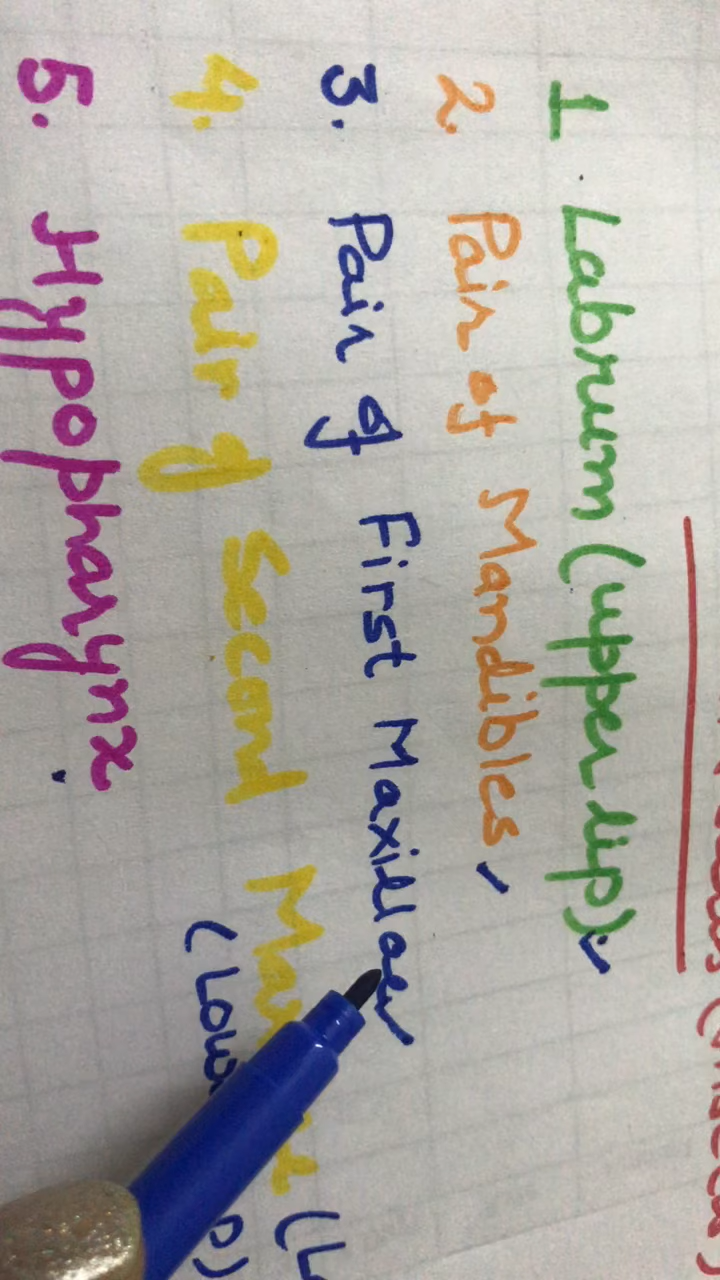 1. Labrum (upper lip)
2. Pair of Mandibles
3. Pair of First Maxillae
4. Pair of Second
5. Hypopharynx